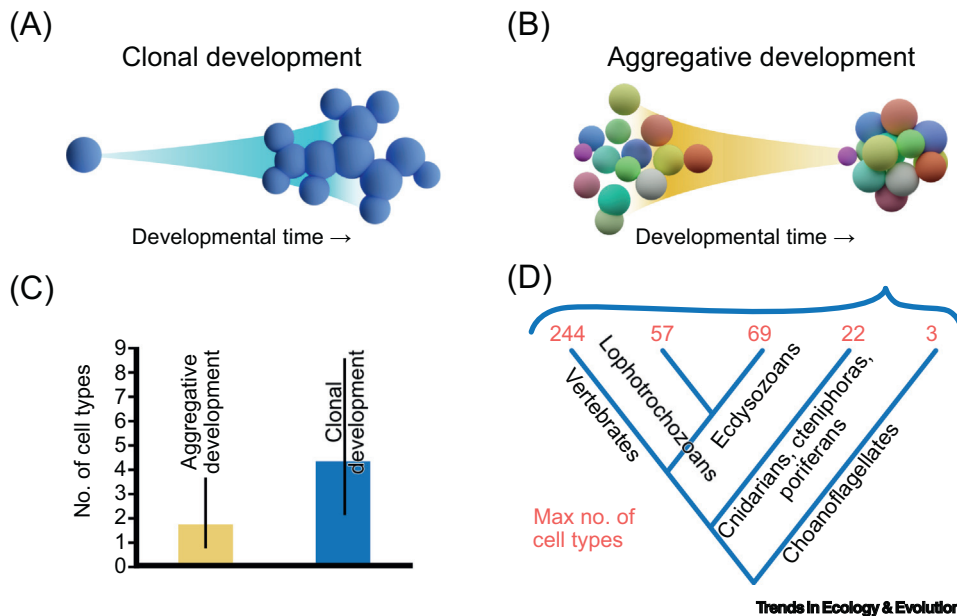 (A)
Clonal development
Developmental time →
(B)
Aggregative development
Developmental time →
(C)
No. of cell types
9
8
7
6
5
4
3
2
1
0
Aggregative
development
Clonal
development
(D)
244
57
69
22
3
Vertebrates
Lophotrochozoans
Ecdysozoans
Cnidarians, cteniphoras,
poriferans
Choanoflagellates
Max no. of
cell types
Trends in Ecology & Evolution